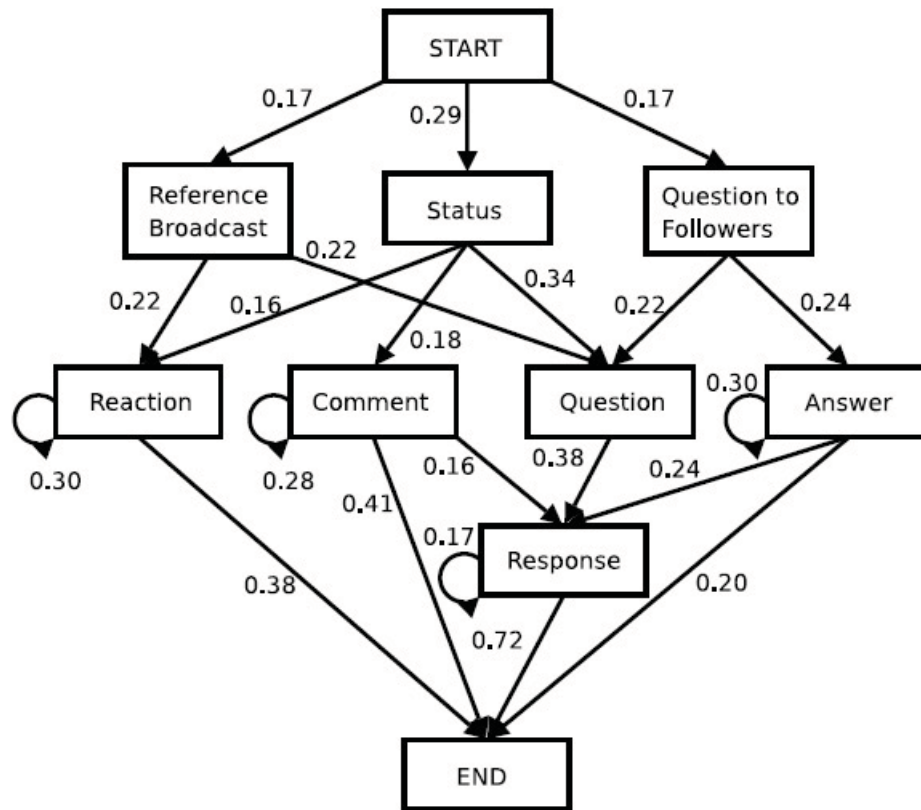 START
0.17
0.29
0.17
Reference
Broadcast
Status
Question to
Followers
0.22
0.16
0.22
0.18
0.34
0.22
0.24
Reaction
Comment
Question
0.30
Answer
0.30
0.28
0.16
0.41
0.38
0.24
0.17
Response
0.38
0.72
0.20
END